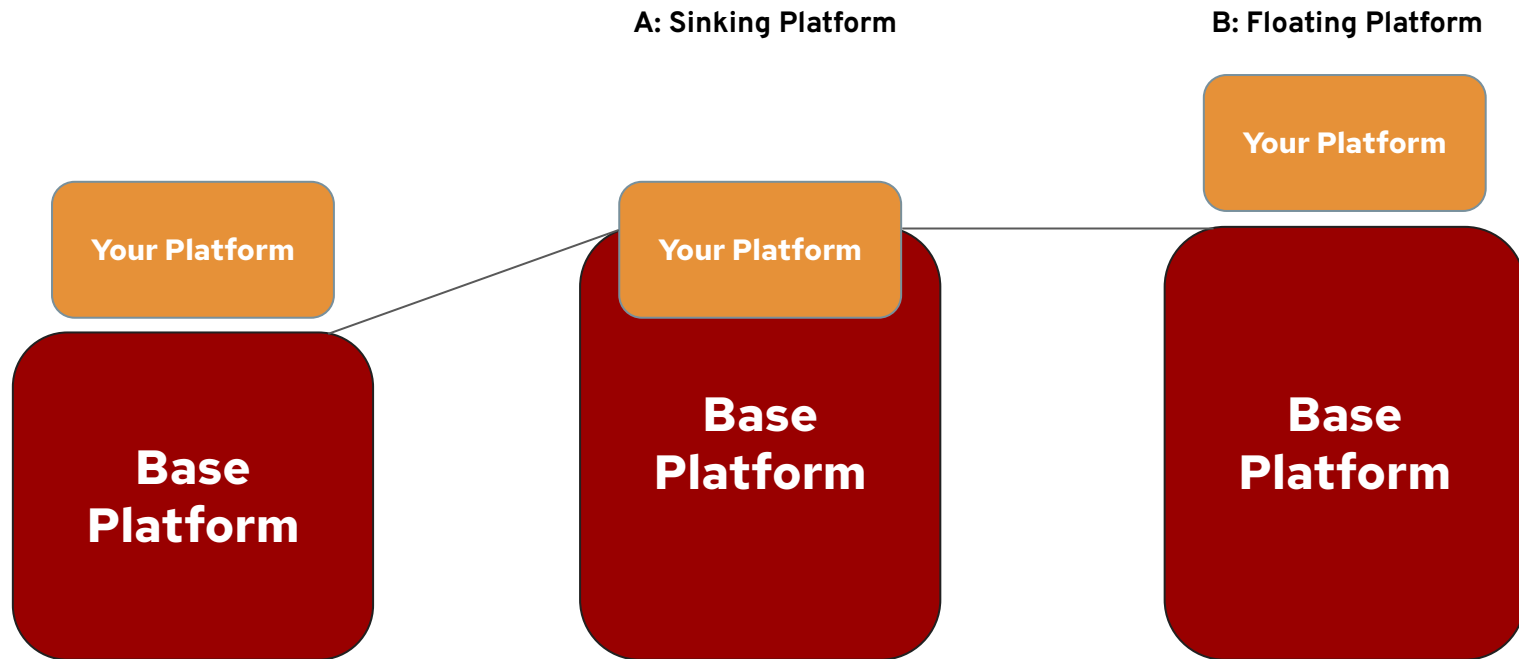 A: Sinking Platform
B: Floating Platform
Your Platform
Your Platform
Your Platform
Base
Platform
Base
Platform
Base
Platform